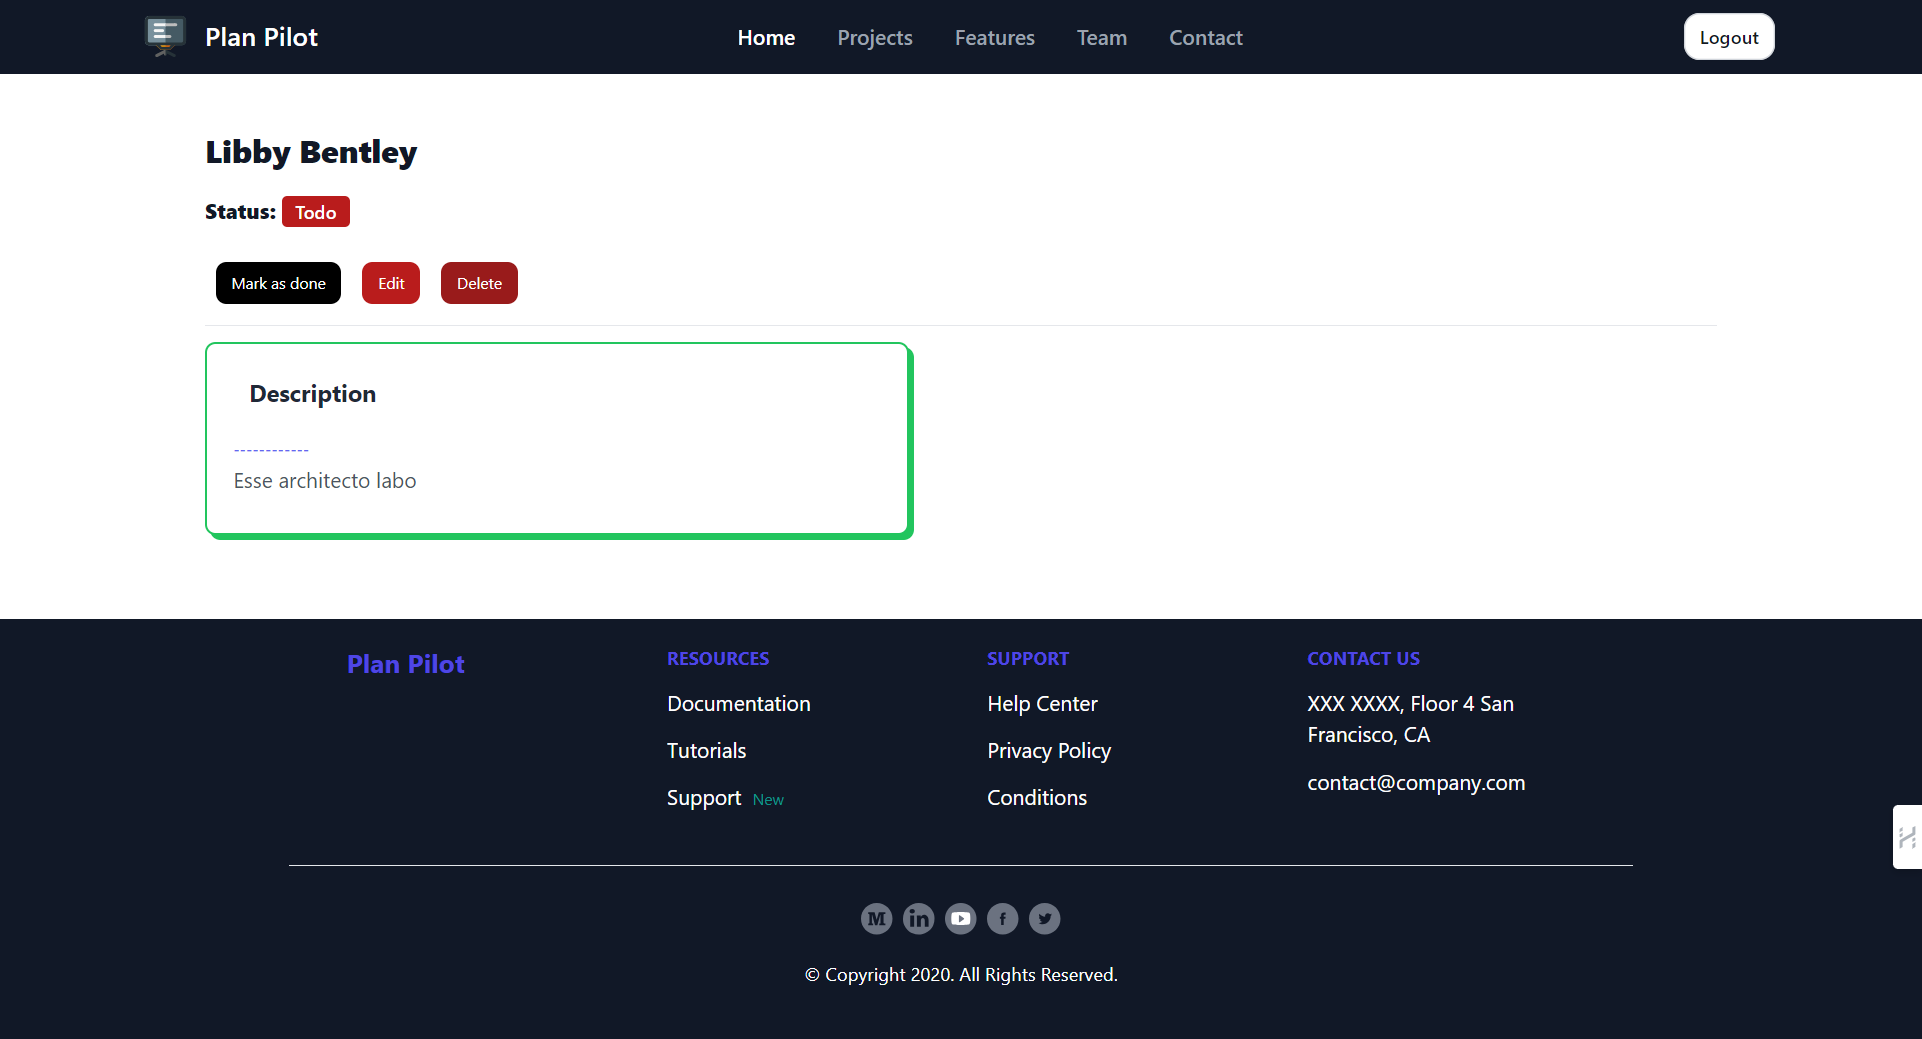 Plan Pilot
Home Projects Features Team Contact
Logout
Libby Bentley
Status: Todo
Mark as done Edit Delete
Description
------------
Esse architecto labo
Plan Pilot
RESOURCES
Documentation
Tutorials
Support New
SUPPORT
Help Center
Privacy Policy
Conditions
CONTACT US
XXX XXXX, Floor 4 San
Francisco, CA
contact@company.com
© Copyright 2020. All Rights Reserved.